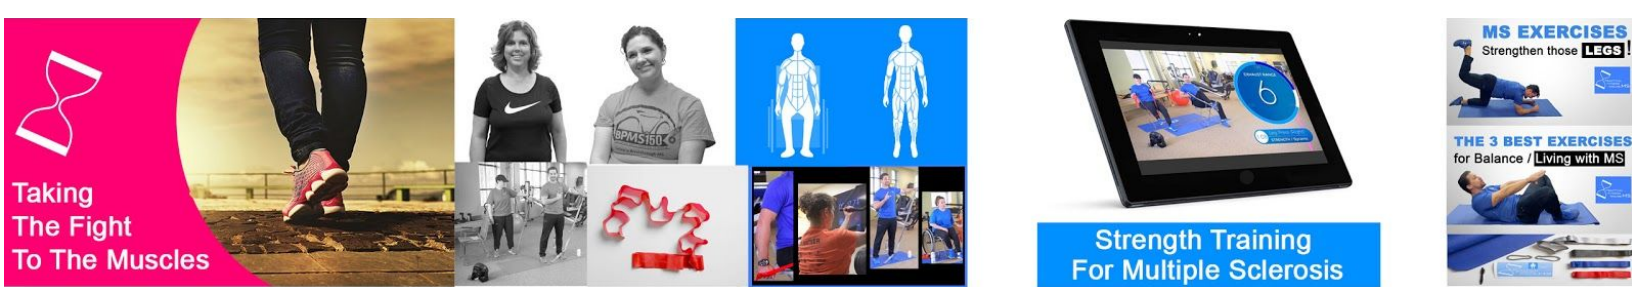 Taking
The Fight
To The Muscles
BPMS150
6
Strength Training
For Multiple Sclerosis
MS EXERCISES
Strengthen those LEGS !
THE 3 BEST EXERCISES
for Balance / Living with MS